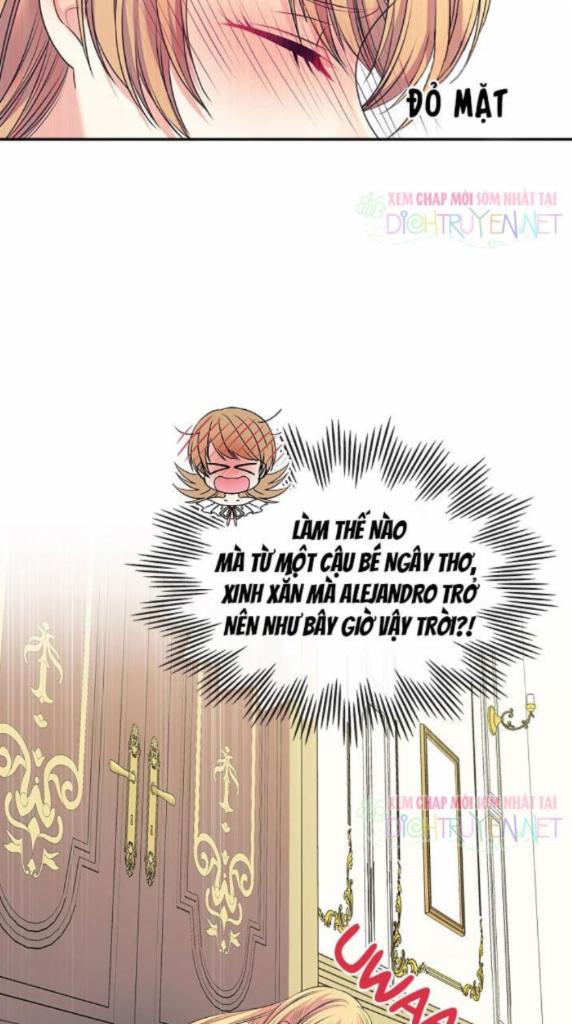 ĐỎ MẶT
XEM CHAP MỚI SỚM NHẤT TẠI
DICHTRUYEN.NET
LÀM THẾ NÀO
MÀ TỪ MỘT CẬU BÉ NGÂY THƠ,
XINH XẮN MÀ ALEJANDRO TRỞ
NÊN NHƯ BÂY GIỜ VẬY TRỜI?!
XEM CHAP MỚI SỚM NHẤT TẠI
DICHTRUYEN.NET
UWAA